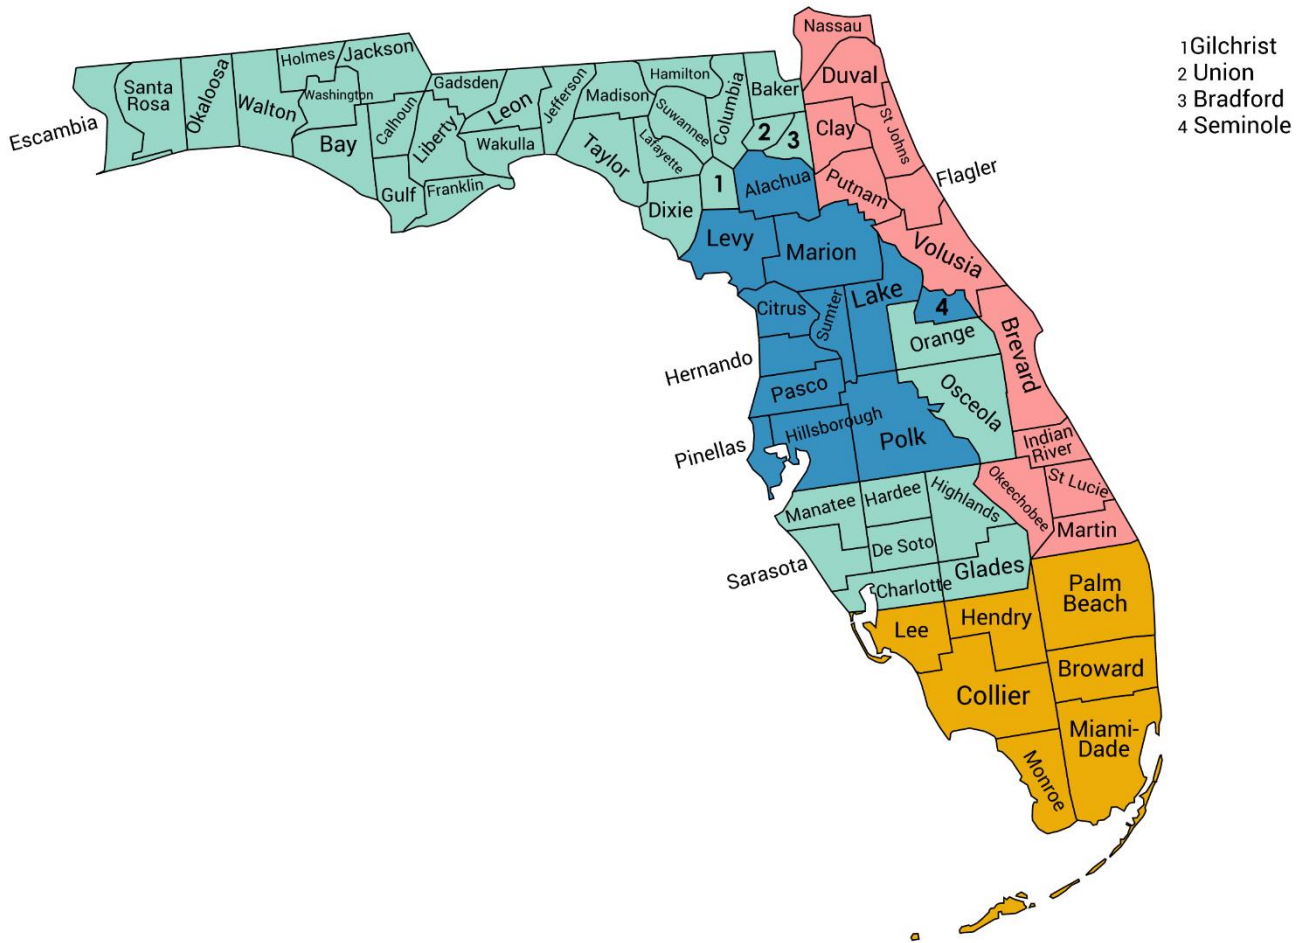 Nassau
1Gilchrist
2 Union
3 Bradford
4 Seminole
Holmes
Jackson
Santa
Rosa
Okaloosa
Walton
Washington
Escambia
Bay
Calhoun
Gulf
Liberty
Gadsden
Franklin
Leon
Wakulla
Jefferson
Madison
Taylor
Hamilton
Suwannee
Lafayette
Dixie
Columbia
1
2
3
Baker
Duval
Clay
St Johns
Putnam
Flagler
Alachua
Levy
Marion
Volusia
Citrus
Sumter
Lake
4
Orange
Brevard
Hernando
Pasco
Osceola
Pinellas
Hillsborough
Polk
Indian
River
Okeechobee
St Lucie
Martin
Manatee
Hardee
Highlands
Sarasota
De Soto
Charlotte
Glades
Palm
Beach
Lee
Hendry
Broward
Collier
Miami-
Dade
Monroe